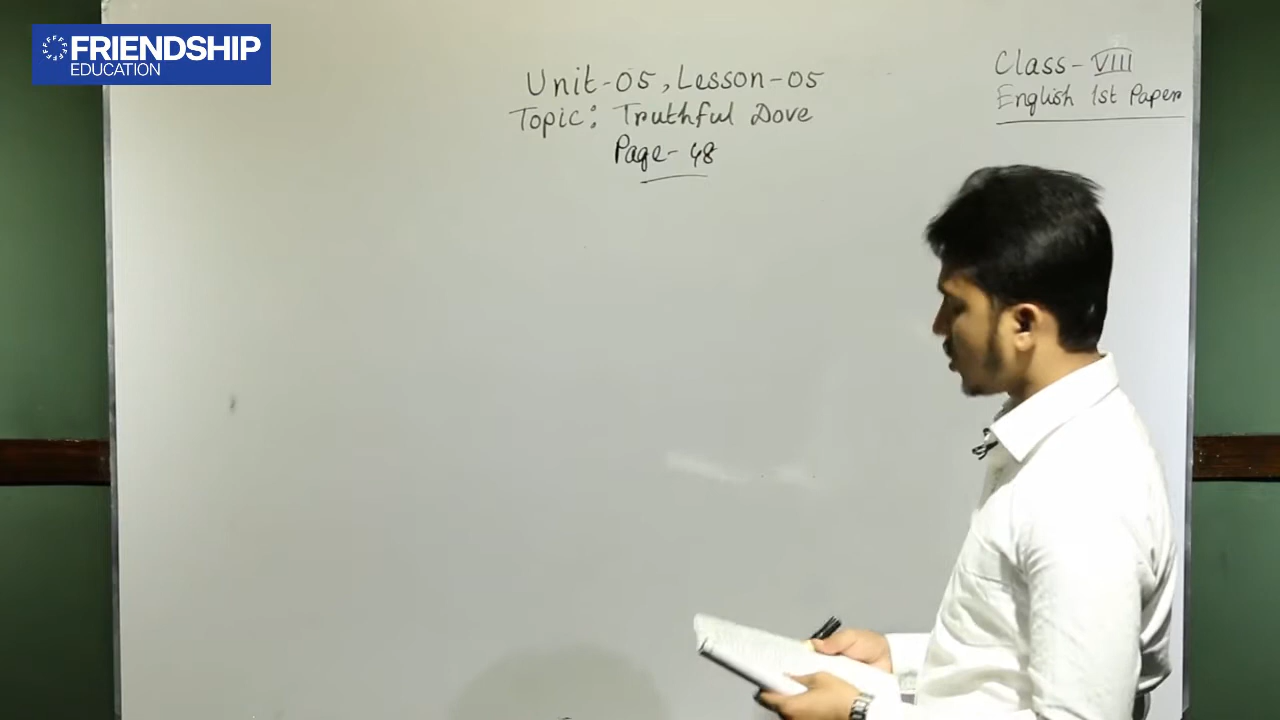 FRIENDSHIP
EDUCATION
Unit-05, Lesson-05
Topic: Truthful Dove
Page-48
Class-VIII
English 1st Paper